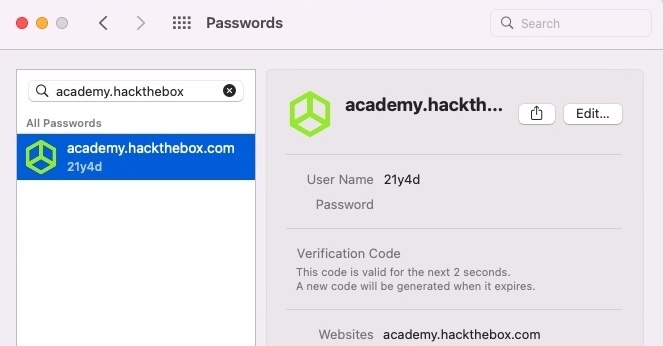 Passwords
Search
academy.hackthebox
All Passwords
academy.hackthebox.com
21y4d
academy.hackth...
Edit...
User Name 21y4d
Password
Verification Code
This code is valid for the next 2 seconds.
A new code will be generated when it expires.
Websites academy.hackthebox.com